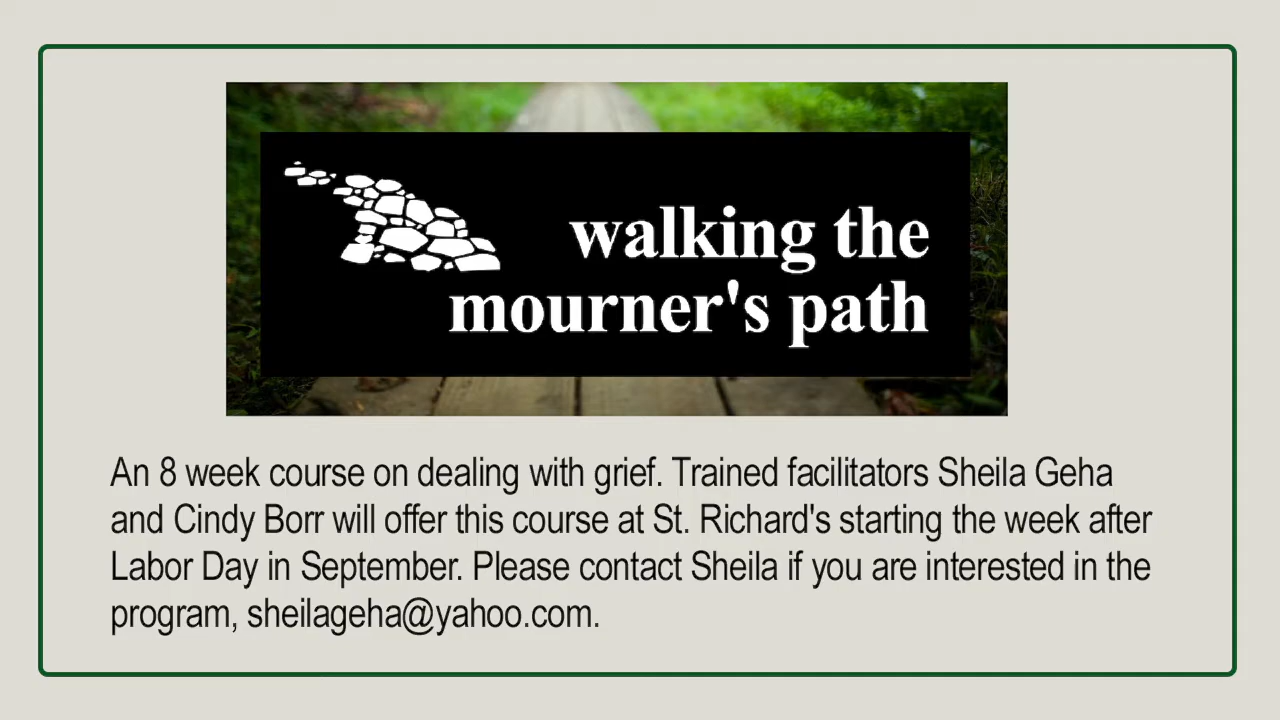 walking the
mourner's path
An 8 week course on dealing with grief. Trained facilitators Sheila Geha
and Cindy Borr will offer this course at St. Richard's starting the week after
Labor Day in September. Please contact Sheila if you are interested in the
program, sheilageha@yahoo.com.